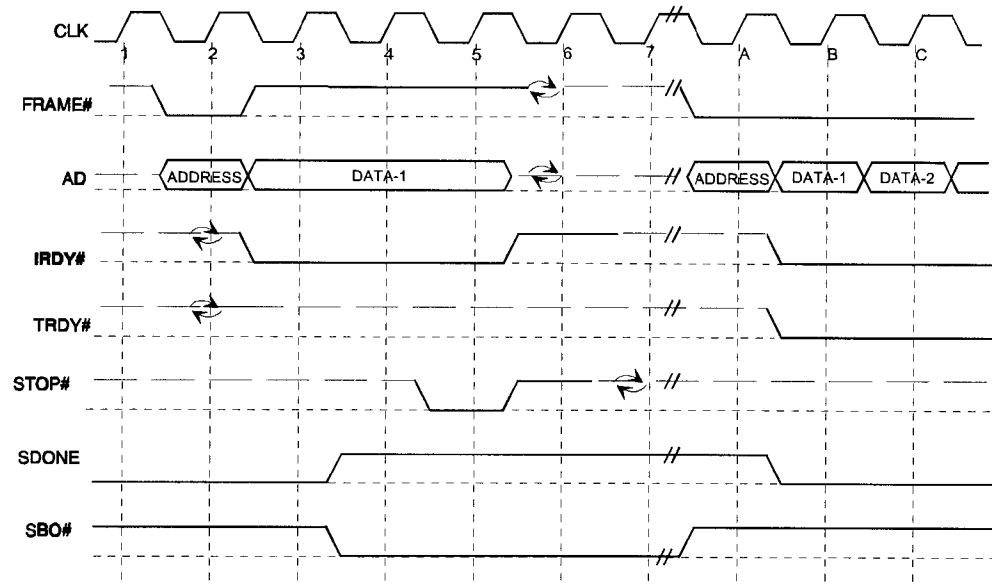 CLK
1 2 3 4 5 6 7 A B C
FRAME#
AD ADDRESS DATA-1 ADDRESS DATA-1 DATA-2
IRDY#
TRDY#
STOP#
SDONE
SBO#